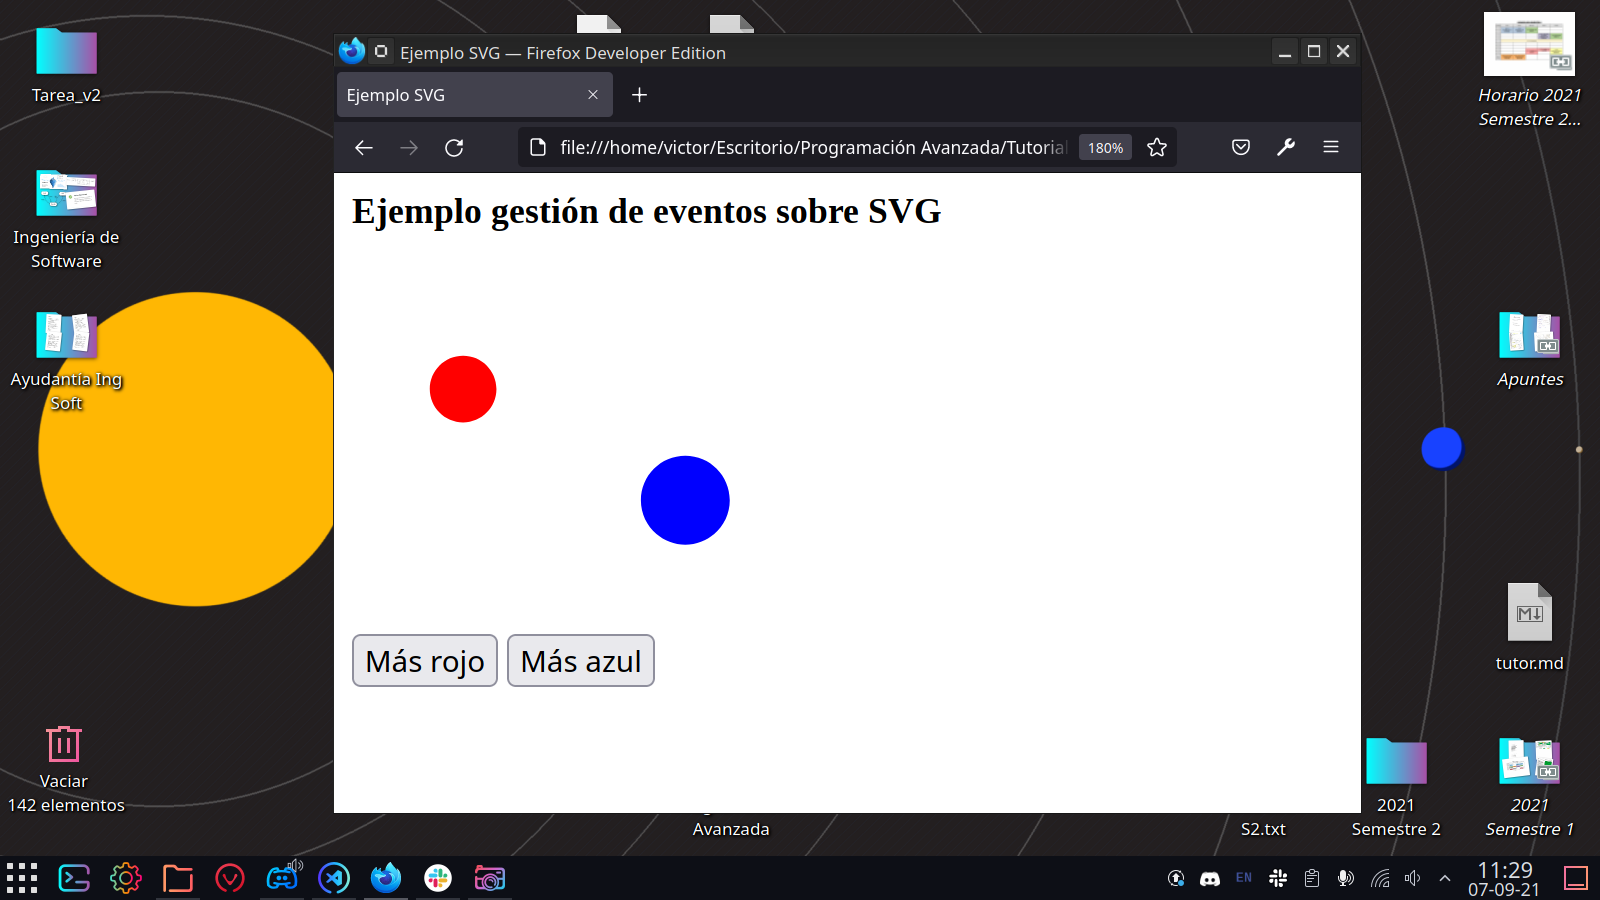 Tarea_v2
Ingeniería de
Software
Ayudantía Ing
Soft
Vaciar
142 elementos
Ejemplo SVG — Firefox Developer Edition
Ejemplo SVG
file:///home/victor/Escritorio/Programación Avanzada/Tutoria
180%
Ejemplo gestión de eventos sobre SVG
Más rojo
Más azul
Avanzada
Horario 2021
Semestre 2...
Apuntes
tutor.md
S2.txt
2021
Semestre 2
2021
Semestre 1
EN
11:29
07-09-21